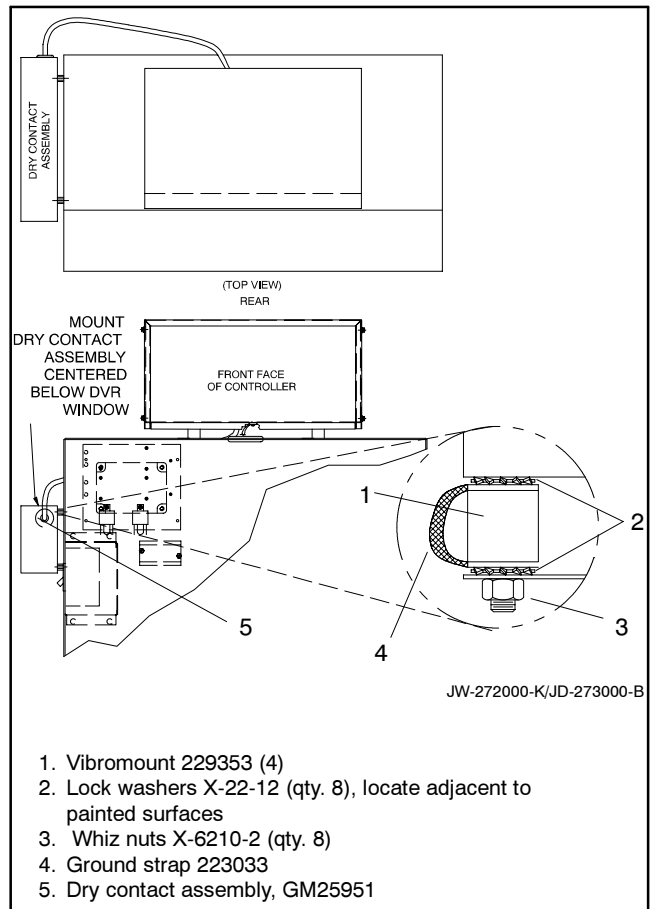 DRY CONTACT
ASSEMBLY
(TOP VIEW)
REAR
MOUNT
DRY CONTACT
ASSEMBLY
CENTERED
BELOW DVR
WINDOW
FRONT FACE
OF CONTROLLER
1
2
3
4
5
JW-272000-K/JD-273000-B
1. Vibromount 229353 (4)
2. Lock washers X-22-12 (qty. 8), locate adjacent to
painted surfaces
3. Whiz nuts X-6210-2 (qty. 8)
4. Ground strap 223033
5. Dry contact assembly, GM25951